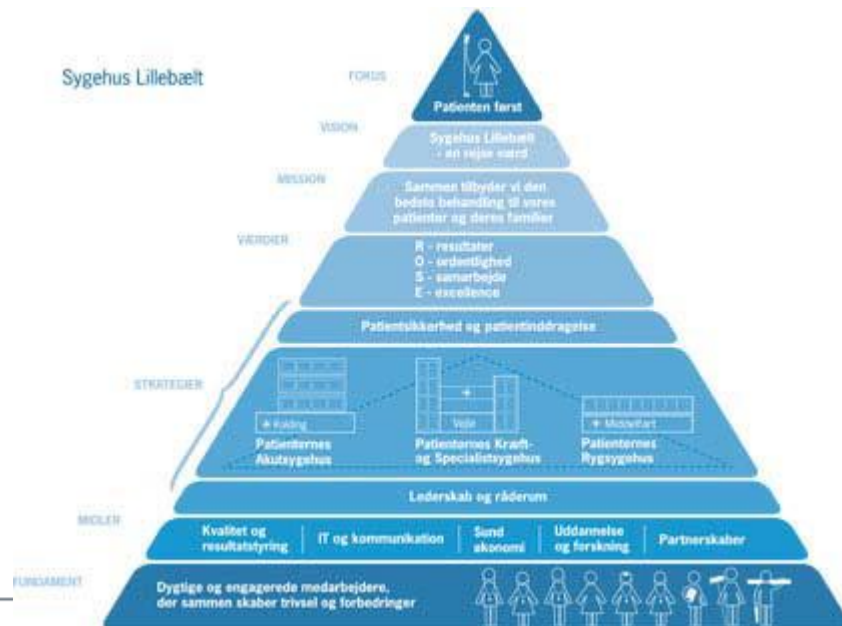 Sygehus Lillebælt
FOKUS
Patienten først
VISION
Sygehus Lillebælt
- en rejse værd
MISSION
Sammen tilbyder vi den
bedste behandling til vores
patienter og deres familier
VÆRDIER
R - resultater
O - ordentlighed
S - samarbejde
E - excellence
STRATEGIER
Patientsikkerhed og patientinddragelse
Kolding
Patienternes
Akutsygehus
Vejle
Patienternes Kræft-
og Specialistsygehus
Middelfart
Patienternes
Rygsygehus
Lederskab og råderum
MIDLER
Kvalitet og
resultatstyring
IT og kommunikation
Sund
økonomi
Uddannelse
og forskning
Partnerskaber
FUNDAMENT
Dygtige og engagerede medarbejdere,
der sammen skaber trivsel og forbedringer